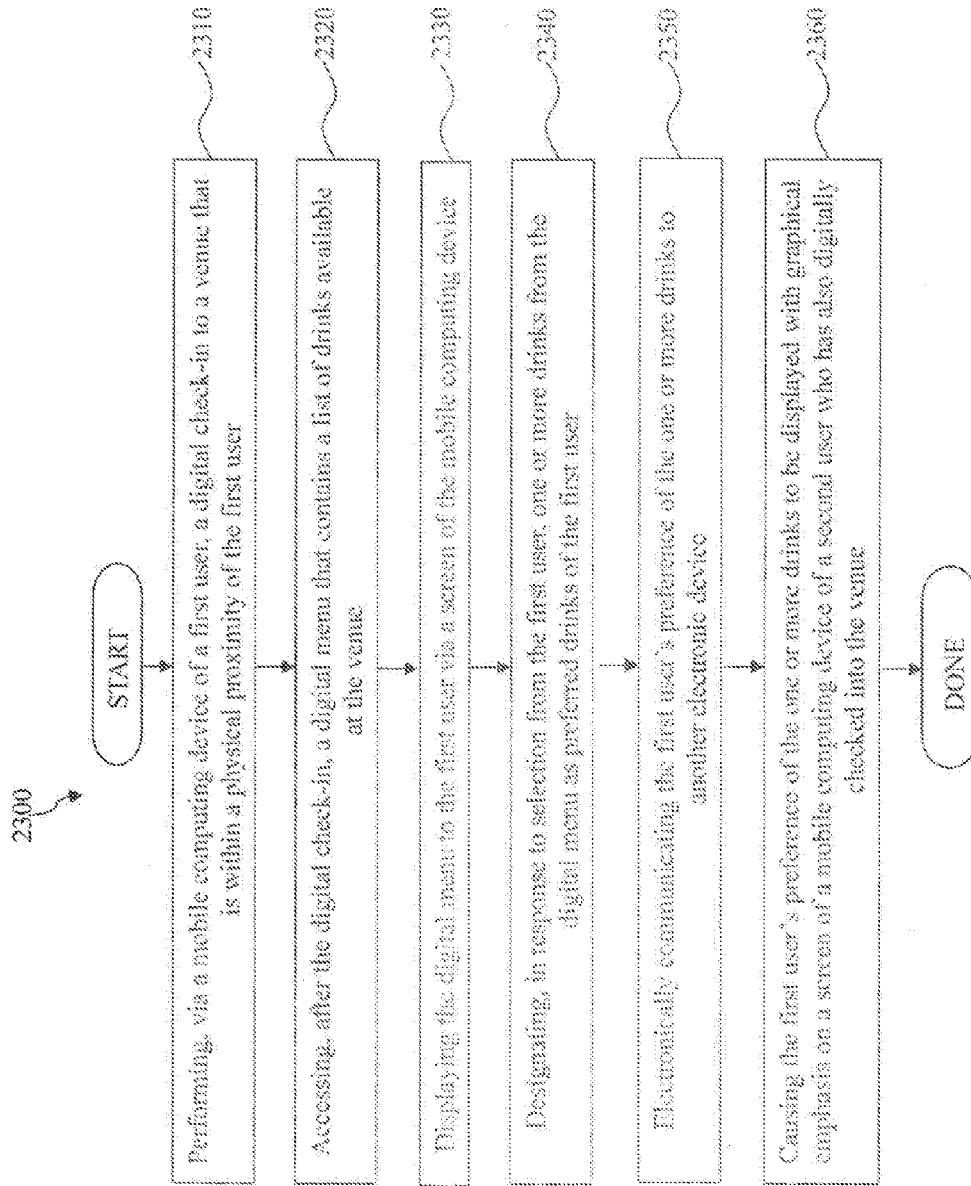 2300
START
Performing, via a mobile computing device of a first user, a digital check-in to a venue that
is within a physical proximity of the first user
2310
Accessing, after the digital check-in, a digital menu that contains a list of drinks available
at the venue
2320
Displaying the digital menu to the first user via a screen of the mobile computing device
2330
Designating, in response to selection from the first user, one or more drinks from the
digital menu as preferred drinks of the first user
2340
Electronically communicating the first user's preference of the one or more drinks to
another electronic device
2350
Causing the first user's preference of the one or more drinks to be displayed with graphical
emphasis on a screen of a mobile computing device of a second user who has also digitally
checked into the venue
2360
DONE